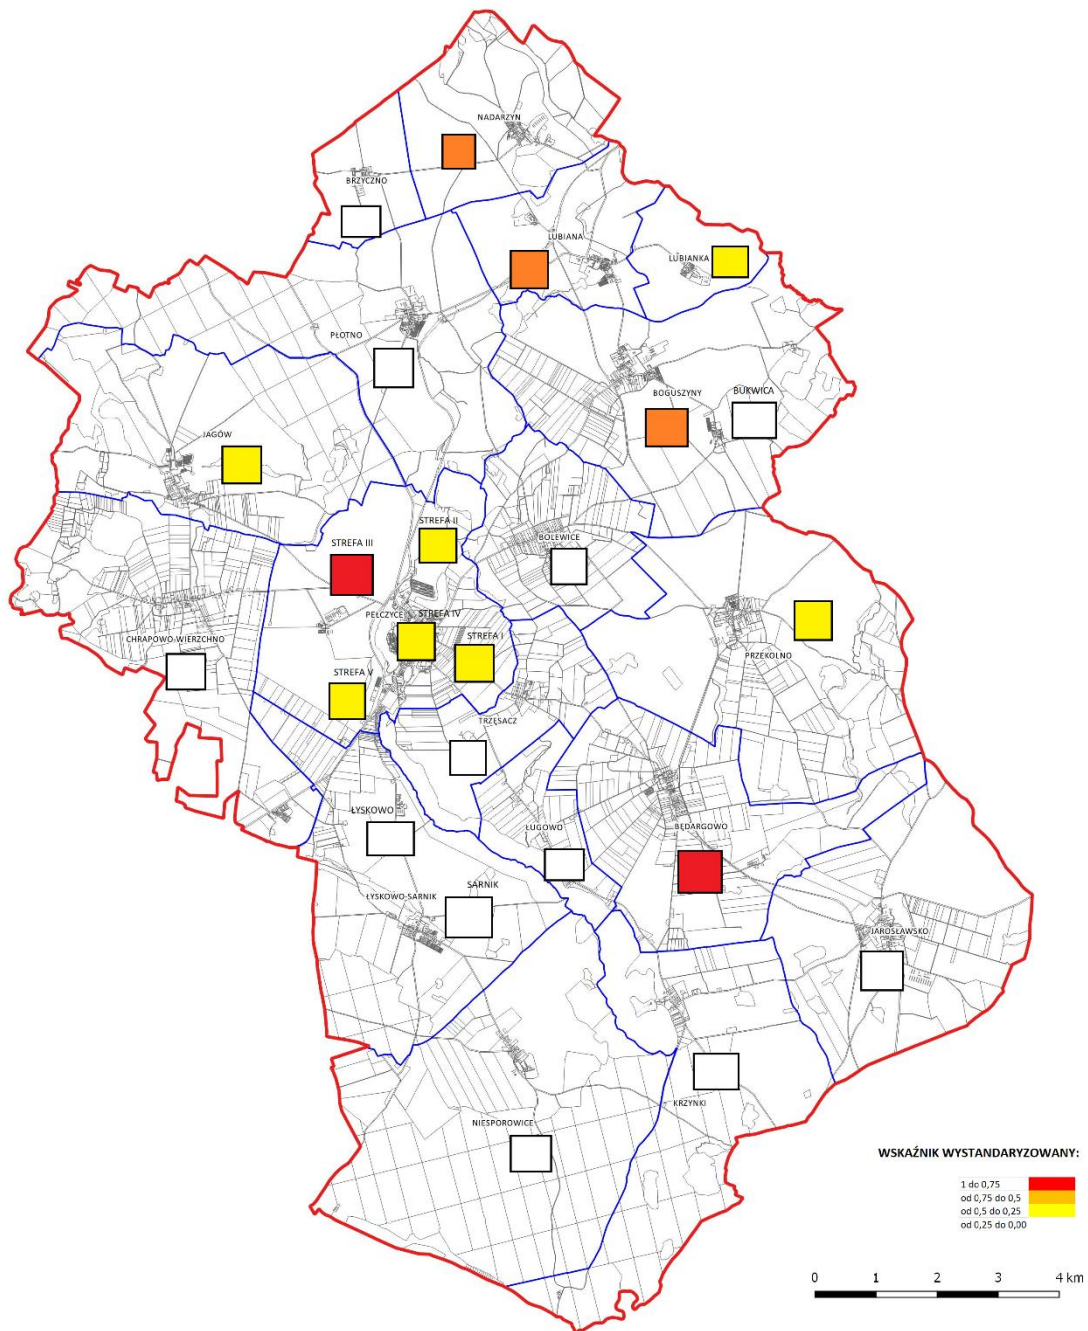 NADARZYN
BRZYCZNO
LUBIANA
LUBIANKA
PŁOTNO
BOGUSZYNY
BUKWICA
JAGÓW
STREFA II
STREFA III
BOLEWICE
PEŁCZYCE
STREFA IV
STREFA I
CHRAPOWO-WIERZCHNO
PRZEKOLNO
STREFA V
TRZĘSACZ
ŁYSKOWO
ŁUGOWO
BĘDARGOWO
SARNIK
ŁYSKOWO-SARNIK
JAROSŁAWSKO
KRZYNKI
NIESPOROWICE
WSKAŹNIK WYSTANDARYZOWANY:
1 do 0,75
od 0,75 do 0,5
od 0,5 do 0,25
od 0,25 do 0,00
0 1 2 3 4 km